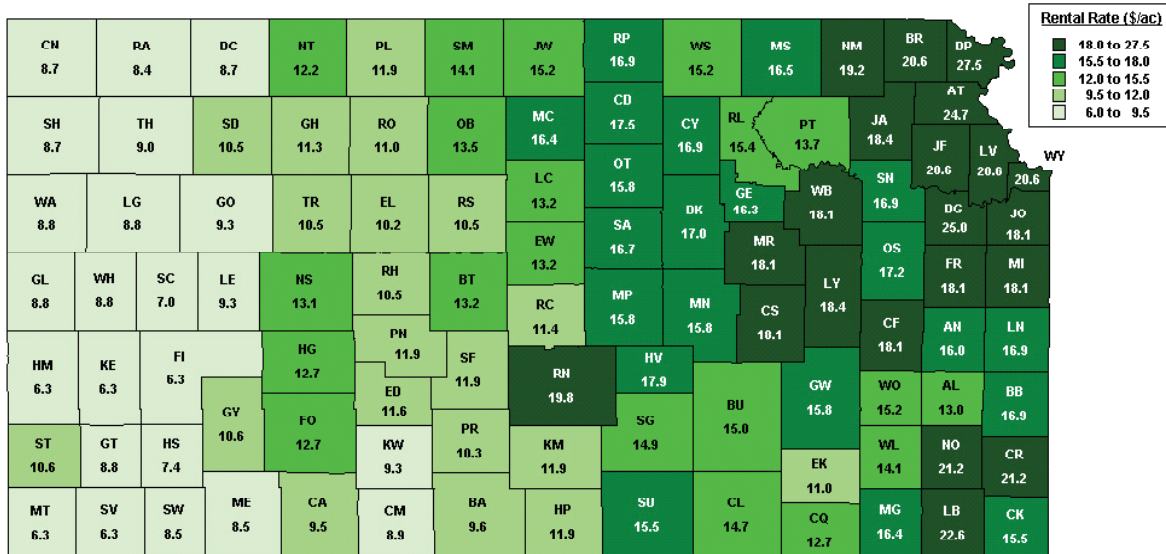 Rental Rate ($/ac)
18.0 to 27.5
15.5 to 18.0
12.0 to 15.5
9.5 to 12.0
6.0 to 9.5
CN RA DC NT PL SM JW RP WS MS NM BR DP
8.7 8.4 8.7 12.2 11.9 14.1 15.2 16.9 15.2 16.5 19.2 20.6 27.5
AT
24.7
SH TH SD GH RO OB MC CD CY RL PT JA JF LV WY
8.7 9.0 10.5 11.3 11.0 13.5 16.4 17.5 16.9 15.4 13.7 18.4 20.6 20.6 20.6
WA LG GO TR EL RS LC OT GE WB SN DG JO
8.8 8.8 9.3 10.5 10.2 10.5 13.2 15.8 16.3 18.1 16.9 25.0 18.1
EW SA DK MR OS
13.2 16.7 17.0 18.1 17.2
GL WH SC LE NS RH BT RC MP MN CS LY FR MI
8.8 8.8 7.0 9.3 13.1 10.5 13.2 11.4 15.8 15.8 18.1 18.4 18.1 18.1
HM KE FI HG PN SF RN HV CF AN LN
6.3 6.3 6.3 12.7 11.9 11.9 19.8 17.9 18.1 16.0 16.9
GY FO ED SG BU GW WO AL BB
10.6 12.7 11.6 14.9 15.0 15.8 15.2 13.0 16.9
ST GT HS KW PR KM EK WL NO CR
10.6 8.8 7.4 9.3 10.3 11.9 11.0 14.1 21.2 21.2
MT SV SW ME CA CM BA HP SU CL CQ MG LB CK
6.3 6.3 8.5 8.5 9.5 8.9 9.6 11.9 15.5 14.7 12.7 16.4 22.6 15.5